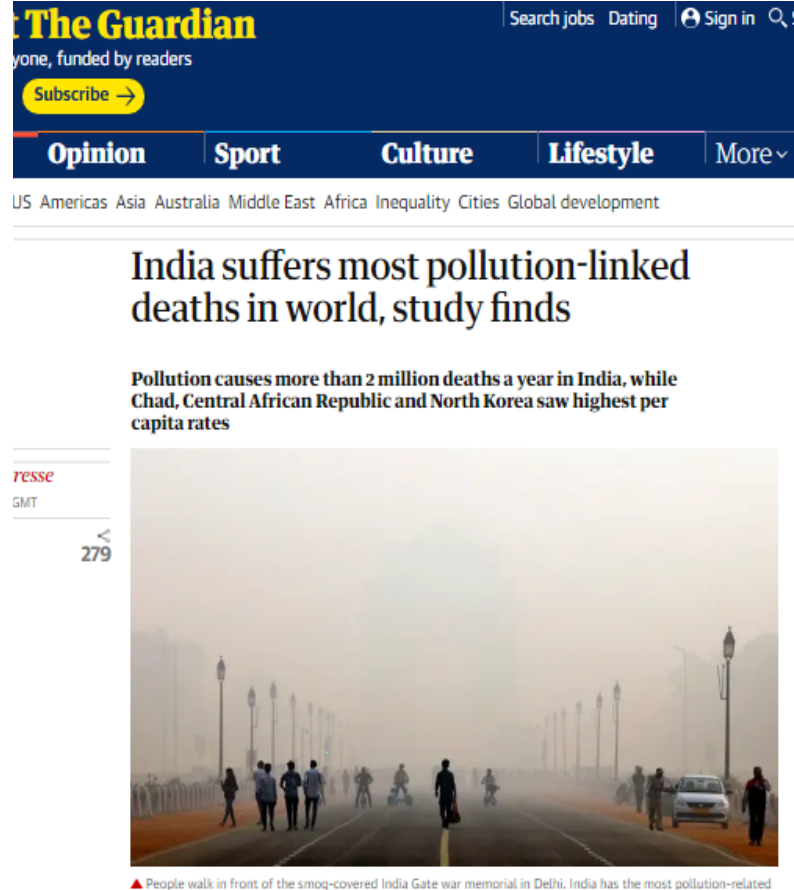 The Guardian
yone, funded by readers
Search jobs Dating Sign in
Subscribe →
Opinion Sport Culture Lifestyle More
US Americas Asia Australia Middle East Africa Inequality Cities Global development
India suffers most pollution-linked
deaths in world, study finds
Pollution causes more than 2 million deaths a year in India, while
Chad, Central African Republic and North Korea saw highest per
capita rates
resse
GMT
279
People walk in front of the smog-covered India Gate war memorial in Delhi. India has the most pollution-related